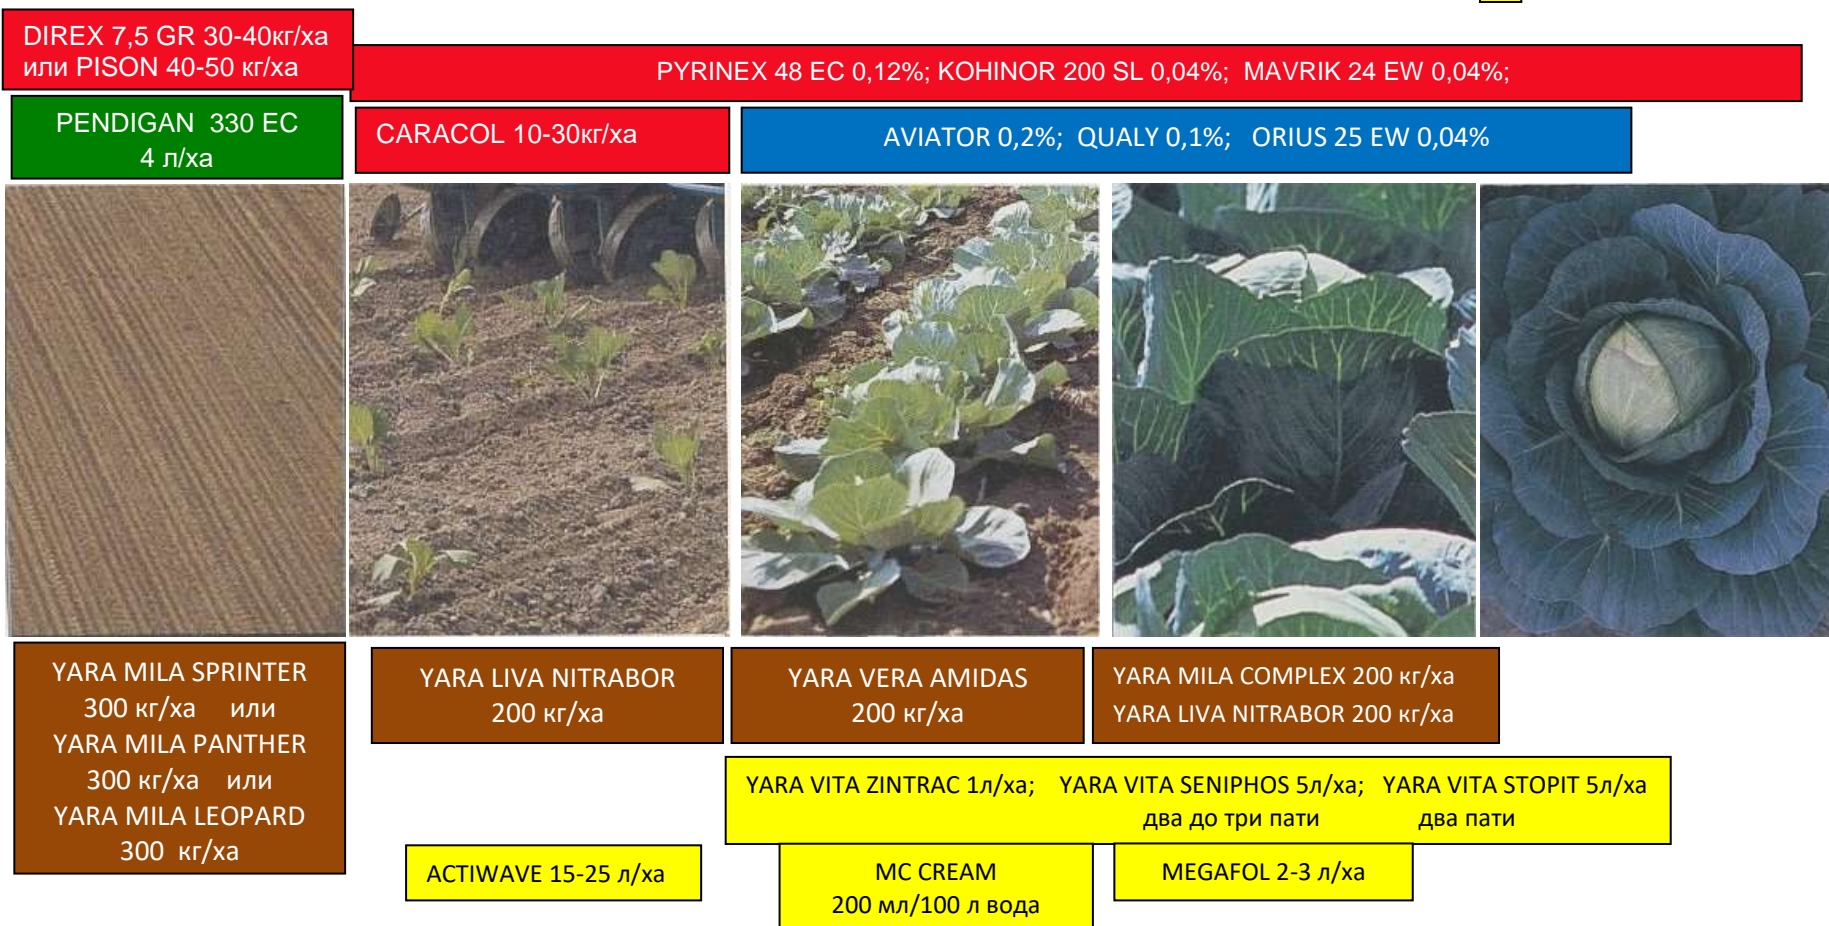 DIREX 7,5 GR 30-40кг/ха
или PISON 40-50 кг/ха
PYRINEX 48 EC 0,12%; KOHINOR 200 SL 0,04%; MAVRIK 24 EW 0,04%;
PENDIGAN 330 EC
4 л/ха
CARACOL 10-30кг/ха
AVIATOR 0,2%; QUALY 0,1%; ORIUS 25 EW 0,04%
YARA MILA SPRINTER
300 кг/ха или
YARA MILA PANTHER
300 кг/ха или
YARA MILA LEOPARD
300 кг/ха
YARA LIVA NITRABOR
200 кг/ха
YARA VERA AMIDAS
200 кг/ха
YARA MILA COMPLEX 200 кг/ха
YARA LIVA NITRABOR 200 кг/ха
YARA VITA ZINTRAC 1л/ха; YARA VITA SENIPHOS 5л/ха; YARA VITA STOPIT 5л/ха
два до три пати два пати
ACTIWAVE 15-25 л/ха
MC CREAM
200 мл/100 л вода
MEGAFOL 2-3 л/ха